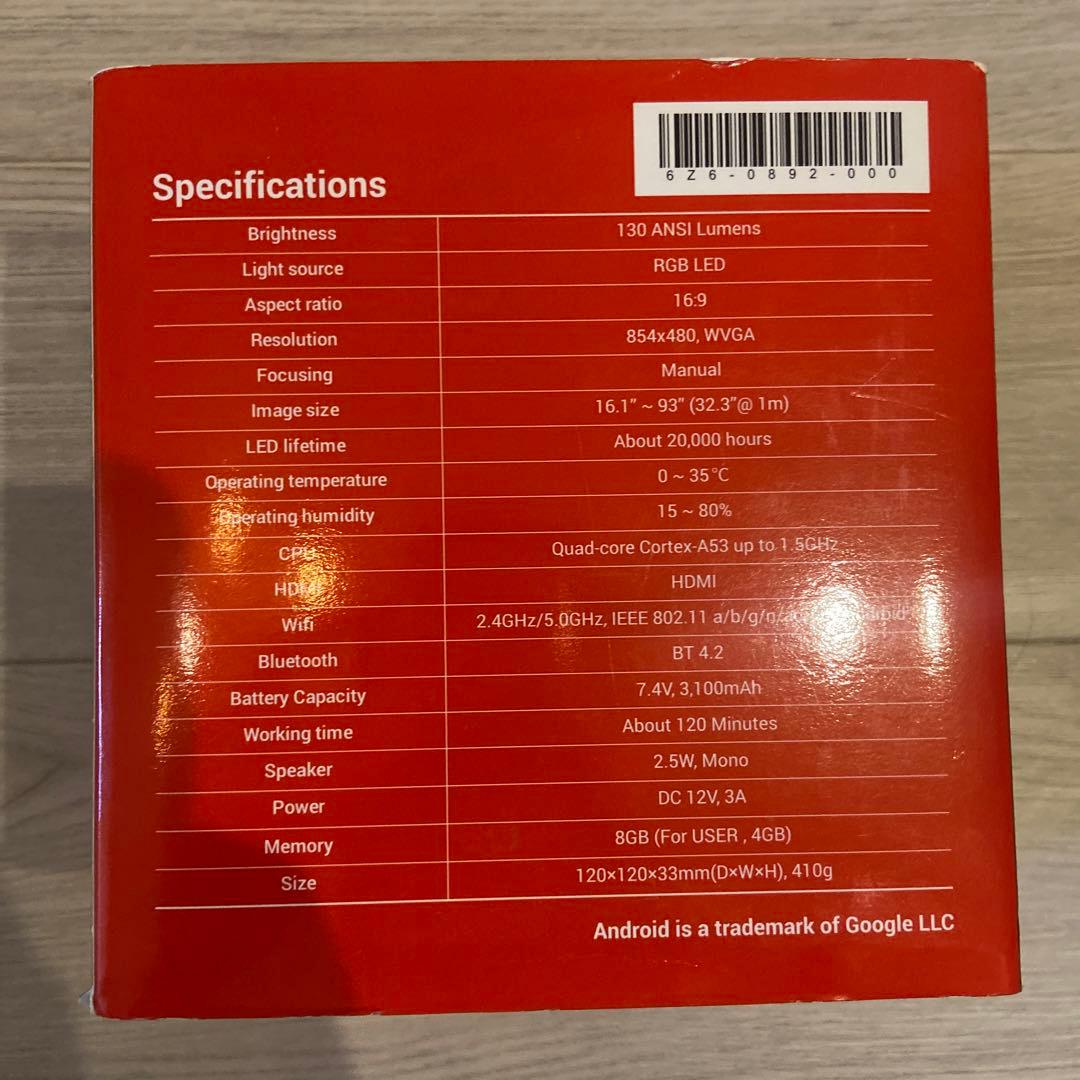 6Z6-0892-000
Specifications
Brightness 130 ANSI Lumens
Light source RGB LED
Aspect ratio 16:9
Resolution 854x480, WVGA
Focusing Manual
Image size 16.1” ~ 93” (32.3”@ 1m)
LED lifetime About 20,000 hours
Operating temperature 0 ~ 35℃
Operating humidity 15 ~ 80%
CPU Quad-core Cortex-A53 up to 1.5GHz
HDMI HDMI
Wifi 2.4GHz/5.0GHz, IEEE 802.11 a/b/g/n/
Bluetooth BT 4.2
Battery Capacity 7.4V, 3,100mAh
Working time About 120 Minutes
Speaker 2.5W, Mono
Power DC 12V, 3A
Memory 8GB (For USER , 4GB)
Size 120×120×33mm(D×W×H), 410g
Android is a trademark of Google LLC